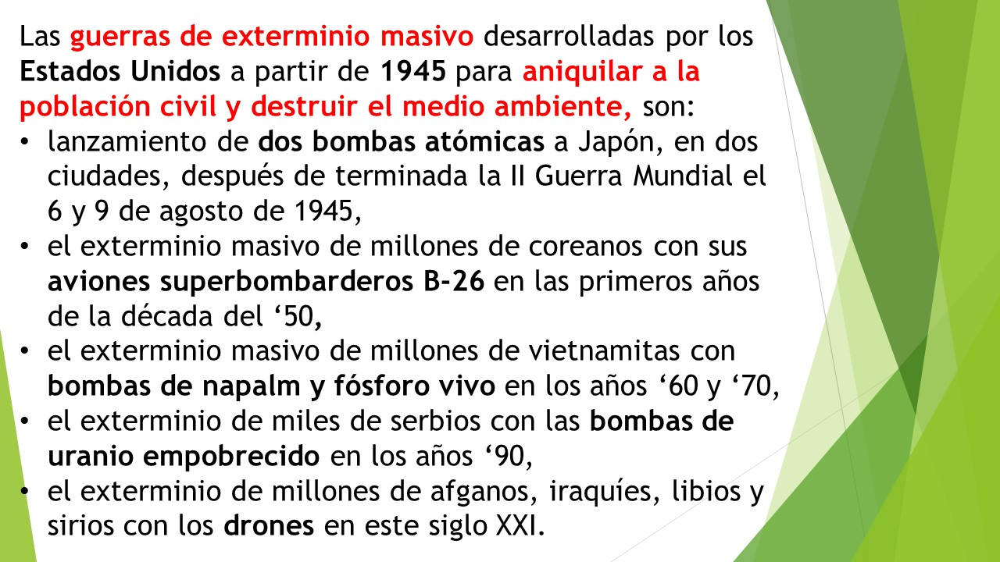 Las guerras de exterminio masivo desarrolladas por los
Estados Unidos a partir de 1945 para aniquilar a la
población civil y destruir el medio ambiente, son:
• lanzamiento de dos bombas atómicas a Japón, en dos
ciudades, después de terminada la II Guerra Mundial el
6 y 9 de agosto de 1945,
• el exterminio masivo de millones de coreanos con sus
aviones superbombarderos B-26 en las primeros años
de la década del ‘50,
• el exterminio masivo de millones de vietnamitas con
bombas de napalm y fósforo vivo en los años ‘60 y ‘70,
• el exterminio de miles de serbios con las bombas de
uranio empobrecido en los años ‘90,
• el exterminio de millones de afganos, iraquíes, libios y
sirios con los drones en este siglo XXI.